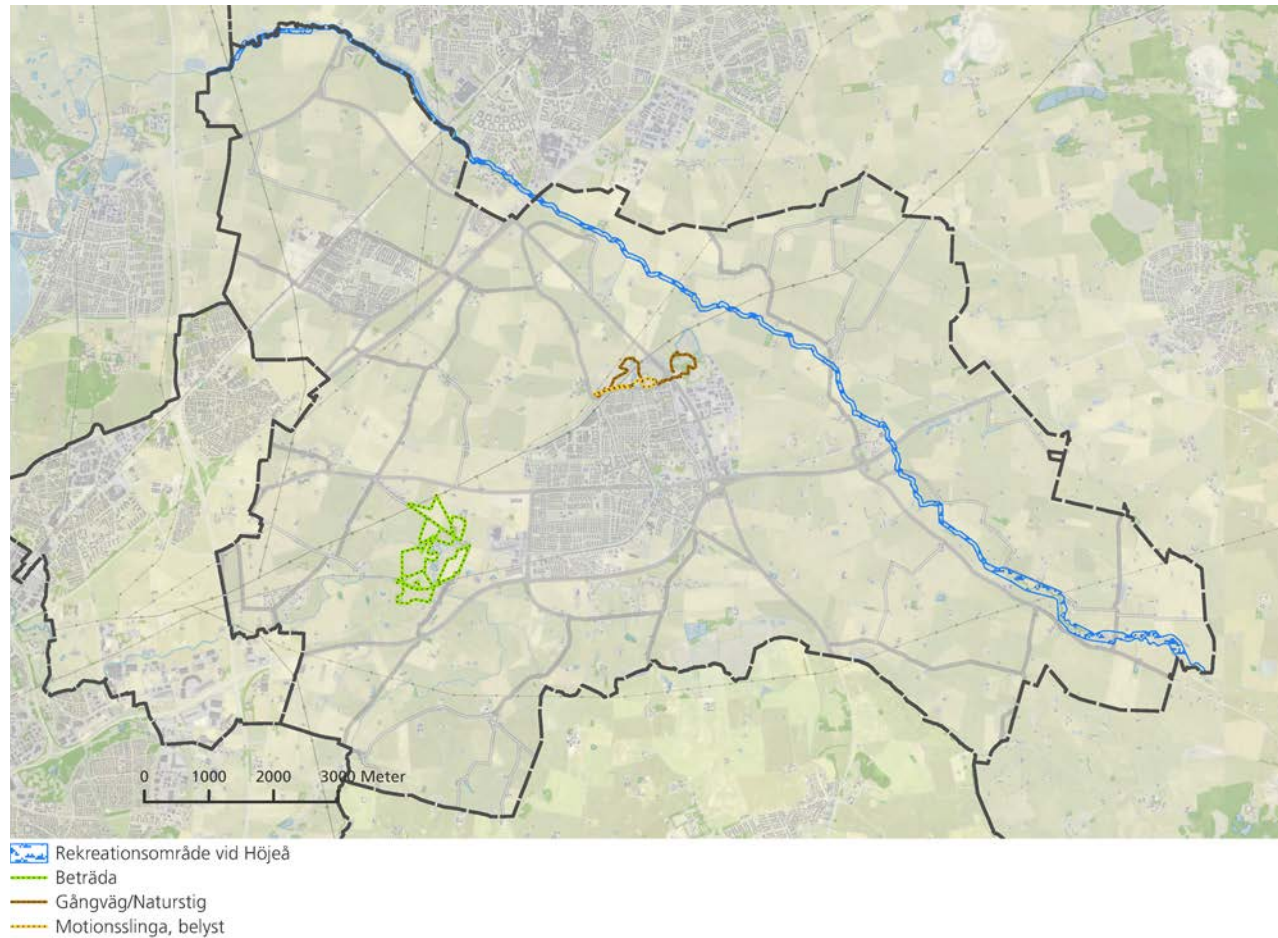 0 1000 2000 3000 Meter
Rekreationsområde vid Höjeå
Beträda
Gångväg/Naturstig
Motionsslinga, belyst